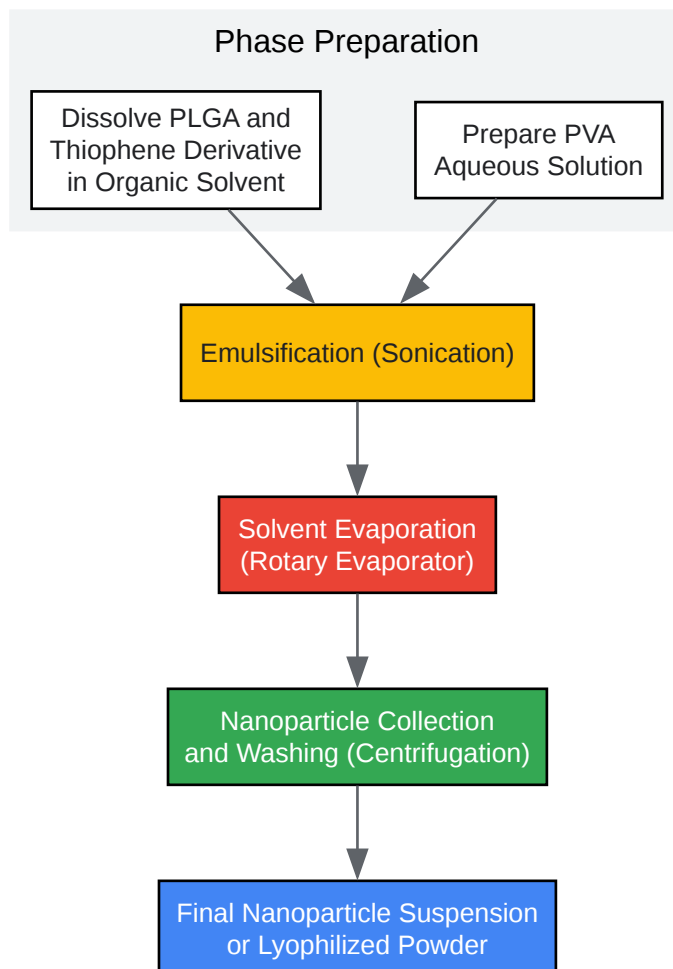 Phase Preparation
Dissolve PLGA and
Thiophene Derivative
in Organic Solvent
Prepare PVA
Aqueous Solution
Emulsification (Sonication)
Solvent Evaporation
(Rotary Evaporator)
Nanoparticle Collection
and Washing (Centrifugation)
Final Nanoparticle Suspension
or Lyophilized Powder